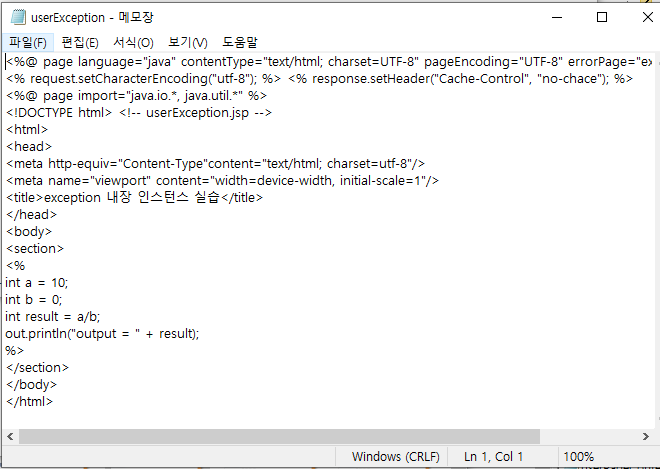 userException - 메모장
파일(F) 편집(E) 서식(O) 보기(V) 도움말
<%@ page language="java" contentType="text/html; charset=UTF-8" pageEncoding="UTF-8" errorPage="ex
<% request.setCharacterEncoding("utf-8"); %> <% response.setHeader("Cache-Control", "no-chace"); %>
<%@ page import="java.io.*, java.util.*" %>
<!DOCTYPE html> <!-- userException.jsp -->
<html>
<head>
<meta http-equiv="Content-Type"content="text/html; charset=utf-8"/>
<meta name="viewport" content="width=device-width, initial-scale=1"/>
<title>exception 내장 인스턴스 실습</title>
</head>
<body>
<section>
<%
int a = 10;
int b = 0;
int result = a/b;
out.println("output = " + result);
%>
</section>
</body>
</html>
Windows (CRLF) Ln 1, Col 1 100%